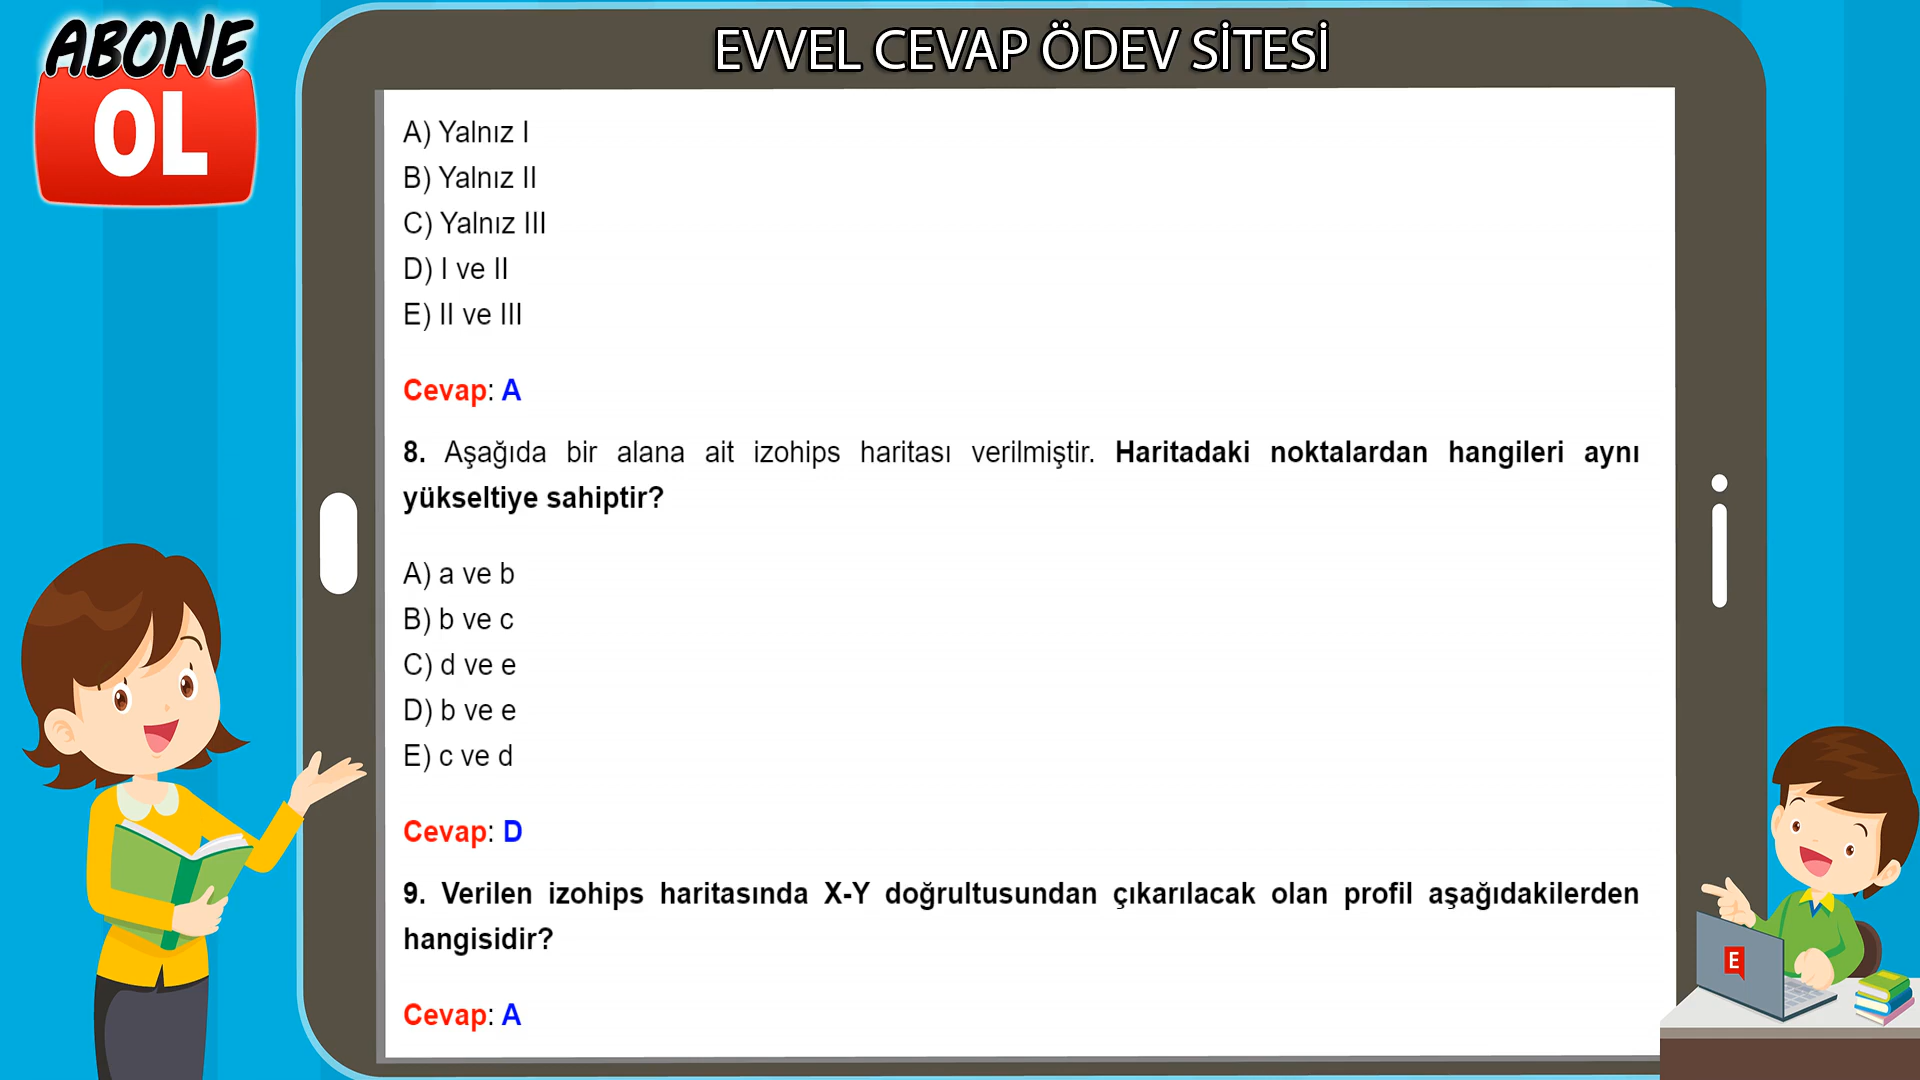 ABONE
OL
EVVEL CEVAP ÖDEV SİTESİ
A) Yalnız I
B) Yalnız II
C) Yalnız III
D) I ve II
E) II ve III
Cevap: A
8. Aşağıda bir alana ait izohips haritası verilmiştir. Haritadaki noktalardan hangileri aynı
yükseltiye sahiptir?
A) a ve b
B) b ve c
C) d ve e
D) b ve e
E) c ve d
Cevap: D
9. Verilen izohips haritasında X-Y doğrultusundan çıkarılacak olan profil aşağıdakilerden
hangisidir?
Cevap: A
E